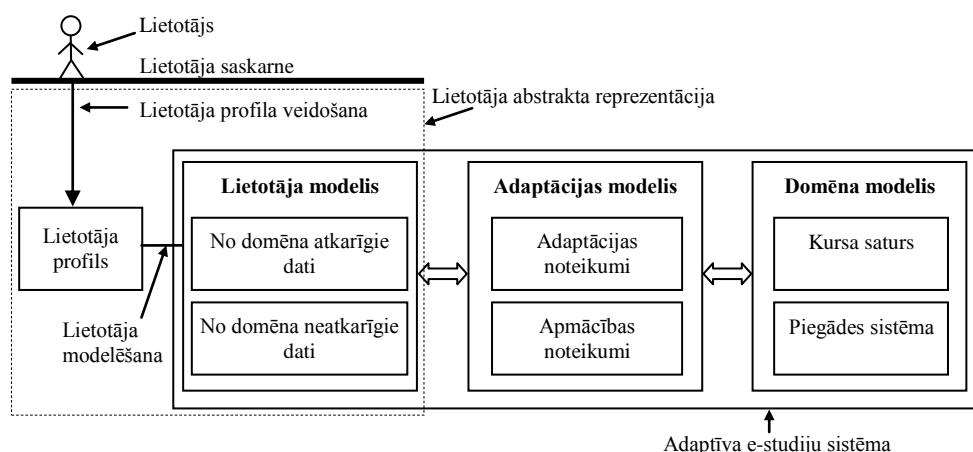 Lietotājs
Lietotāja saskarne
Lietotāja abstrakta reprezentācija
Lietotāja profila veidošana
Lietotāja modelis
Adaptācijas modelis
Domēna modelis
Lietotāja
profils
No domēna atkarīgie
dati
Adaptācijas
noteikumi
Kursa saturs
No domēna neatkarīgie
dati
Apmācības
noteikumi
Piegādes sistēma
Lietotāja
modelēšana
Adaptīva e-studiju sistēma